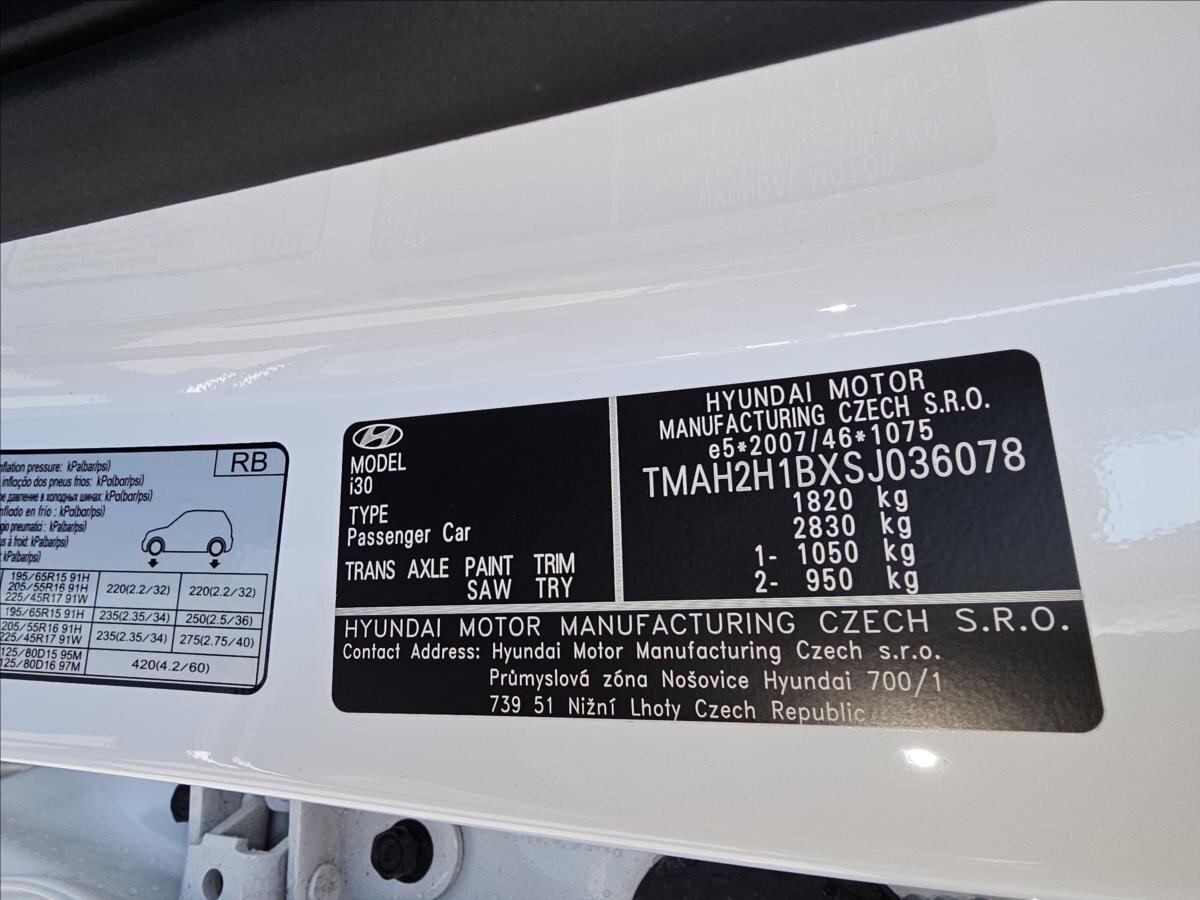 nflation pressure: kPa(bar/psi)
inflação dos pneus frios: kPa(bar/psi)
давление в холодных шинах: kPa(bar/psi)
nflado en frío : kPa(bar/psi)
pneumatici : kPa(bar/psi)
à froid: kPa(bar/psi)
kPa(bar/psi)
RB
195/65R15 91H
205/55R16 91H
225/45R17 91W
220(2.2/32)
220(2.2/32)
195/65R15 91H
235(2.35/34)
250(2.5/36)
205/55R16 91H
225/45R17 91W
235(2.35/34)
275(2.75/40)
125/80D15 95M
125/80D16 97M
420(4.2/60)
MODEL
i30
TYPE
Passenger Car
TRANS AXLE PAINT TRIM
SAW TRY
HYUNDAI MOTOR
MANUFACTURING CZECH S.R.O.
e5*2007/46*1075
TMAH2H1BXSJ036078
1820 kg
2830 kg
1- 1050 kg
2- 950 kg
HYUNDAI MOTOR MANUFACTURING CZECH S.R.O.
Contact Address: Hyundai Motor Manufacturing Czech s.r.o.
Průmyslová zóna Nošovice Hyundai 700/1
739 51 Nižní Lhoty Czech Republic